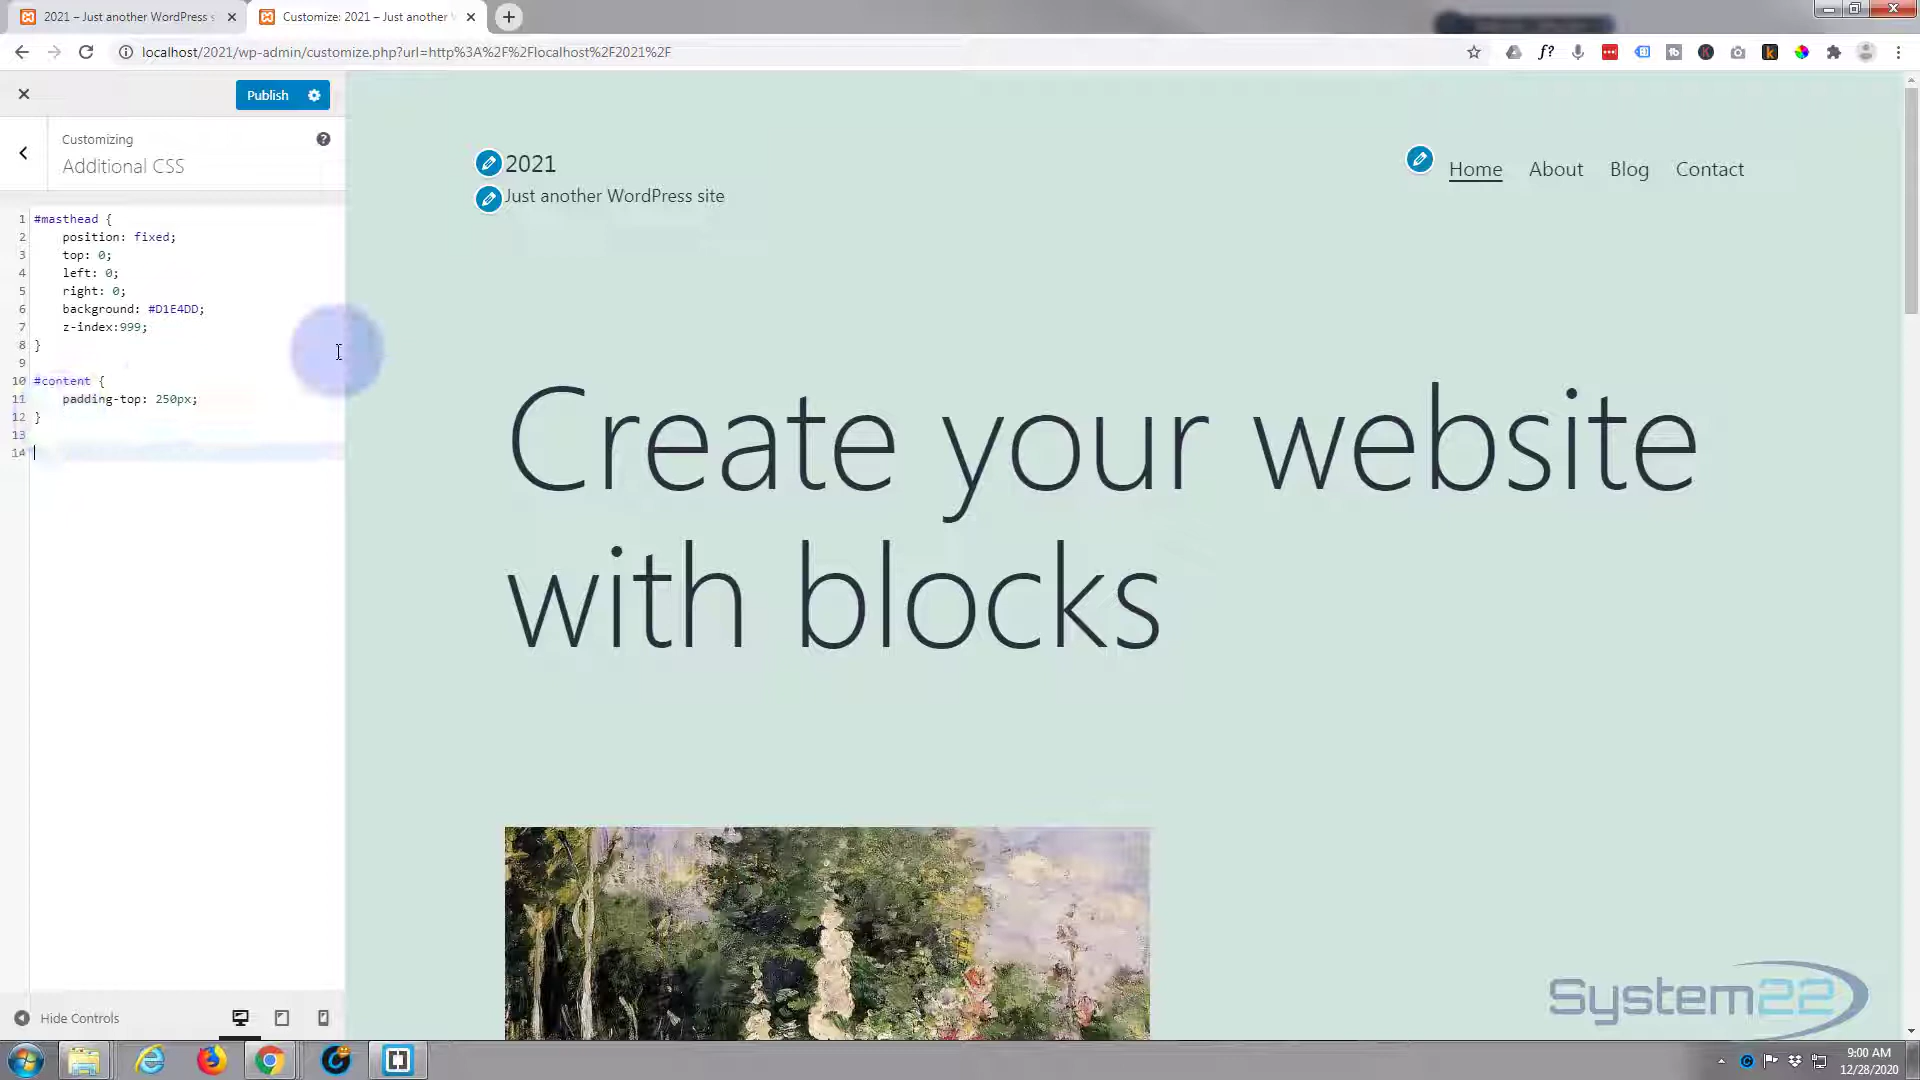 2021 – Just another WordPress s
Customize: 2021 – Just another W
localhost/2021/wp-admin/customize.php?url=http%3A%2F%2Flocalhost%2F2021%2F
Publish
Customizing
Additional CSS
1 #masthead {
2 position: fixed;
3 top: 0;
4 left: 0;
5 right: 0;
6 background: #D1E4DD;
7 z-index:999;
8 }
9
10 #content {
11 padding-top: 250px;
12 }
13
14
Hide Controls
2021
Just another WordPress site
Home About Blog Contact
Create your website
with blocks
System22
9:00 AM
12/28/2020